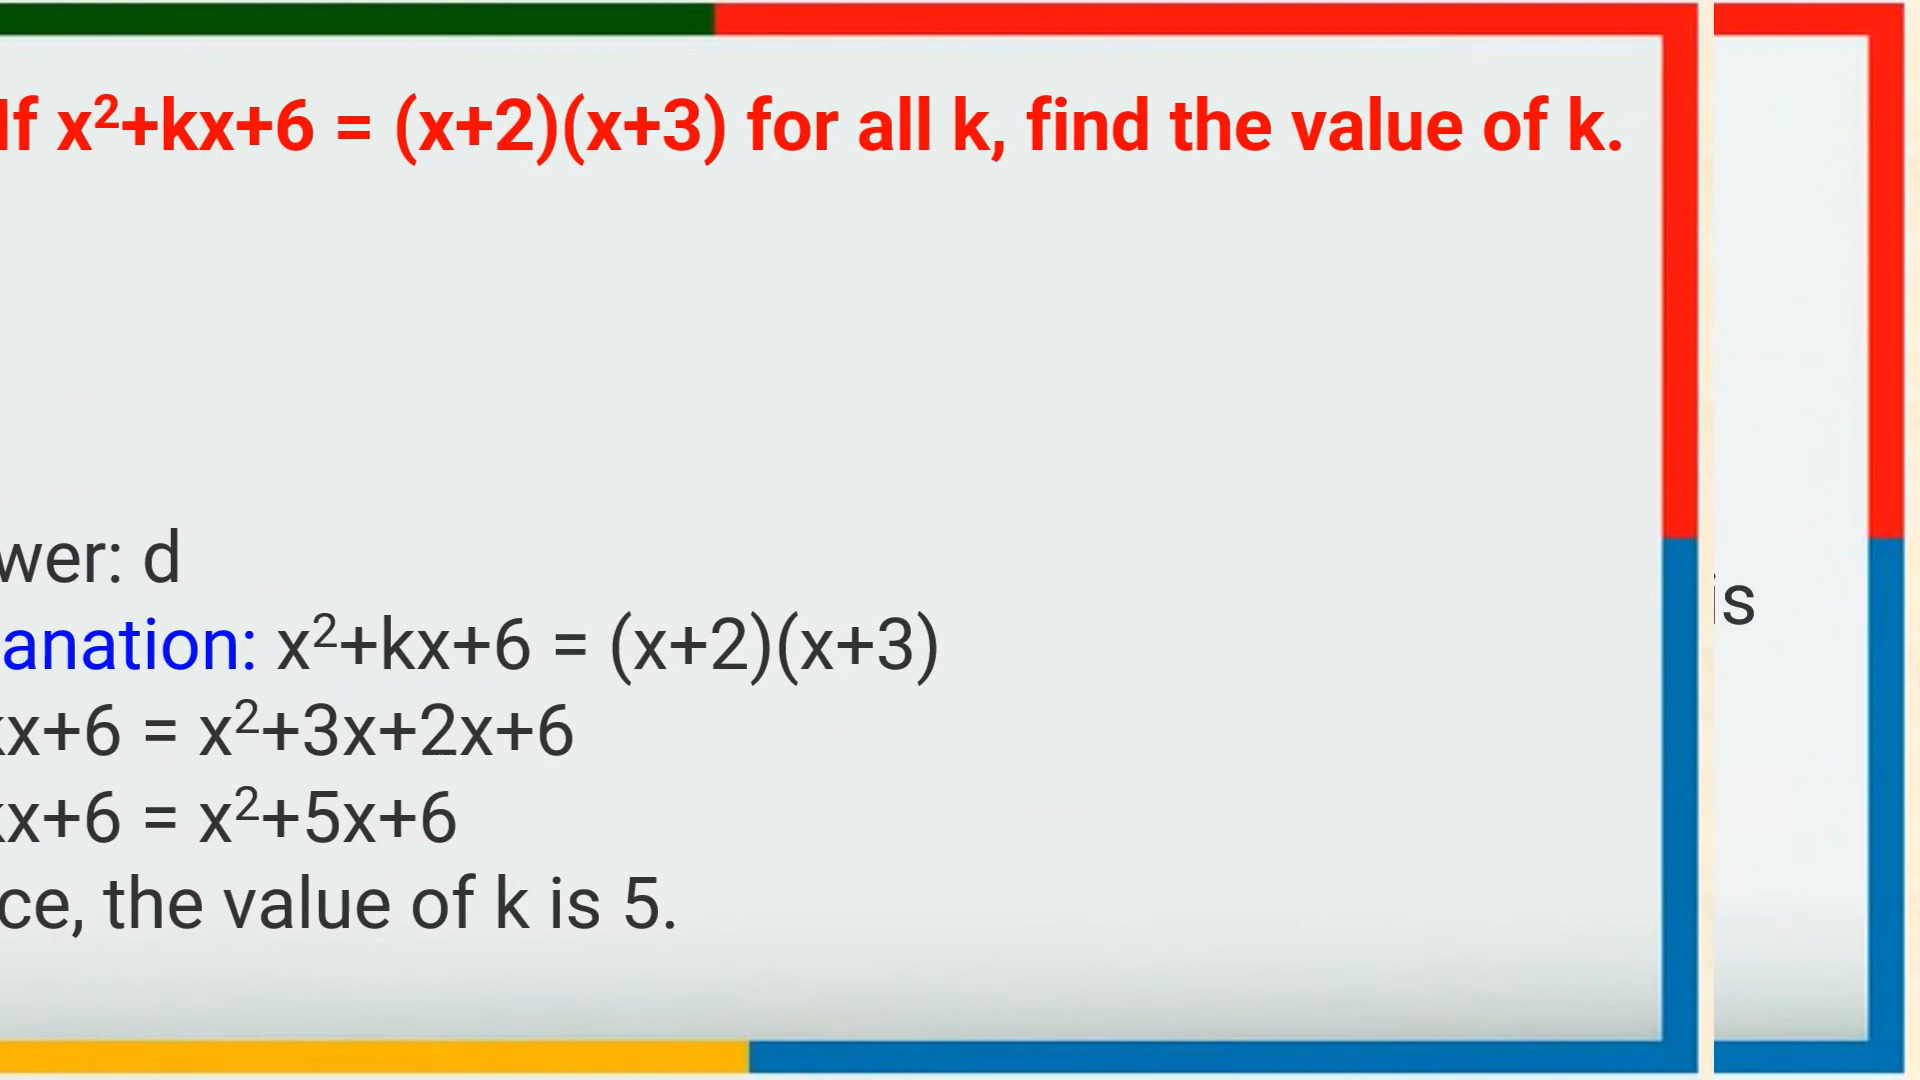 If x²+kx+6 = (x+2)(x+3) for all k, find the value of k.
wer: d
anation: x²+kx+6 = (x+2)(x+3)
is
x+6 = x²+3x+2x+6
x+6 = x²+5x+6
ce, the value of k is 5.